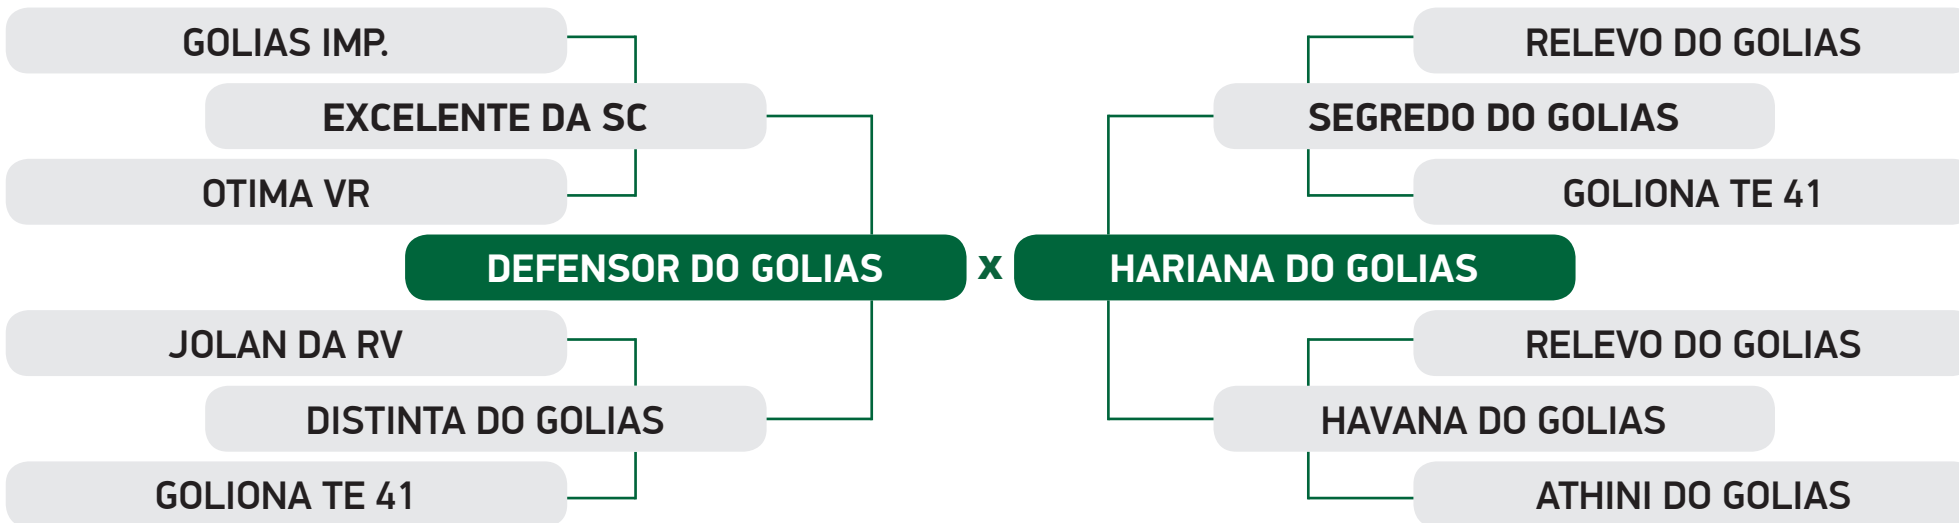 GOLIAS IMP.
RELEVO DO GOLIAS
EXCELENTE DA SC
SEGREDO DO GOLIAS
OTIMA VR
GOLIONA TE 41
DEFENSOR DO GOLIAS x HARIANA DO GOLIAS
JOLAN DA RV
RELEVO DO GOLIAS
DISTINTA DO GOLIAS
HAVANA DO GOLIAS
GOLIONA TE 41
ATHINI DO GOLIAS